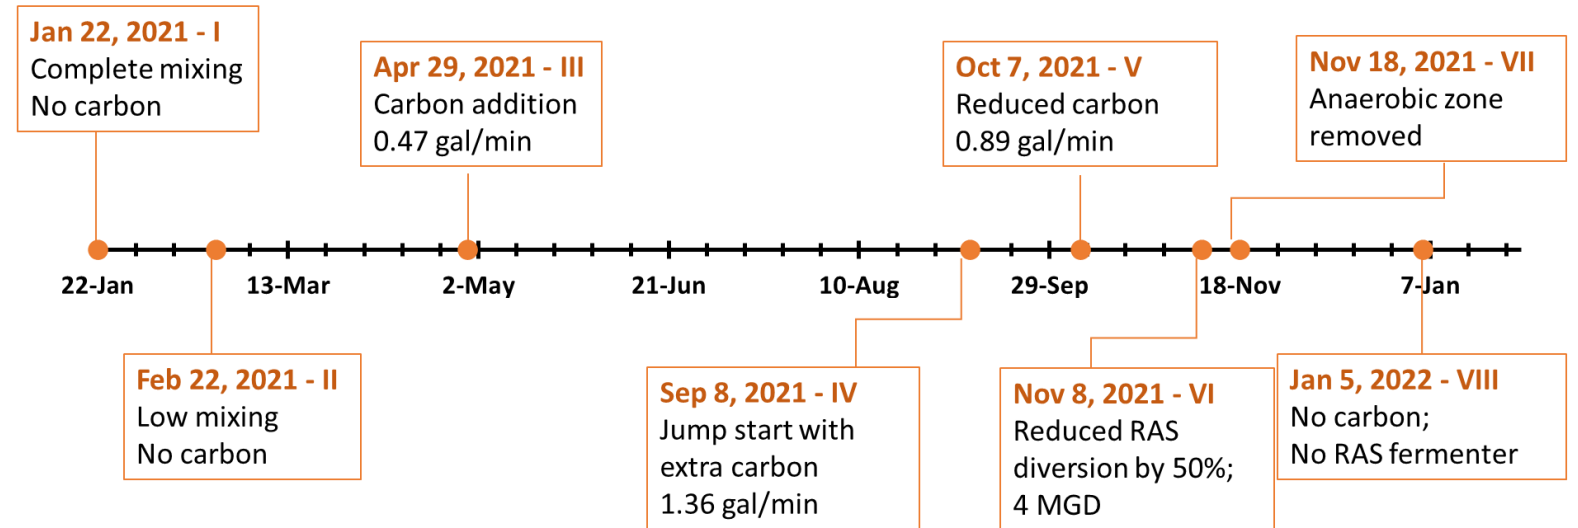 Jan 22, 2021 - I
Complete mixing
No carbon
Apr 29, 2021 - III
Carbon addition
0.47 gal/min
Oct 7, 2021 - V
Reduced carbon
0.89 gal/min
Nov 18, 2021 - VII
Anaerobic zone
removed
22-Jan
13-Mar
2-May
21-Jun
10-Aug
29-Sep
18-Nov
7-Jan
Feb 22, 2021 - II
Low mixing
No carbon
Sep 8, 2021 - IV
Jump start with
extra carbon
1.36 gal/min
Nov 8, 2021 - VI
Reduced RAS
diversion by 50%;
4 MGD
Jan 5, 2022 - VIII
No carbon;
No RAS fermenter